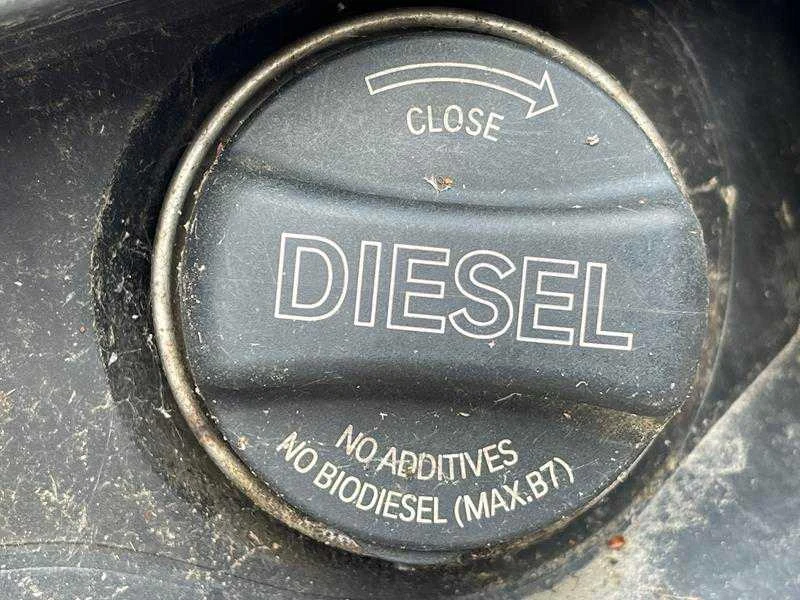 CLOSE
DIESEL
NO ADDITIVES
NO BIODIESEL (MAX.B7)